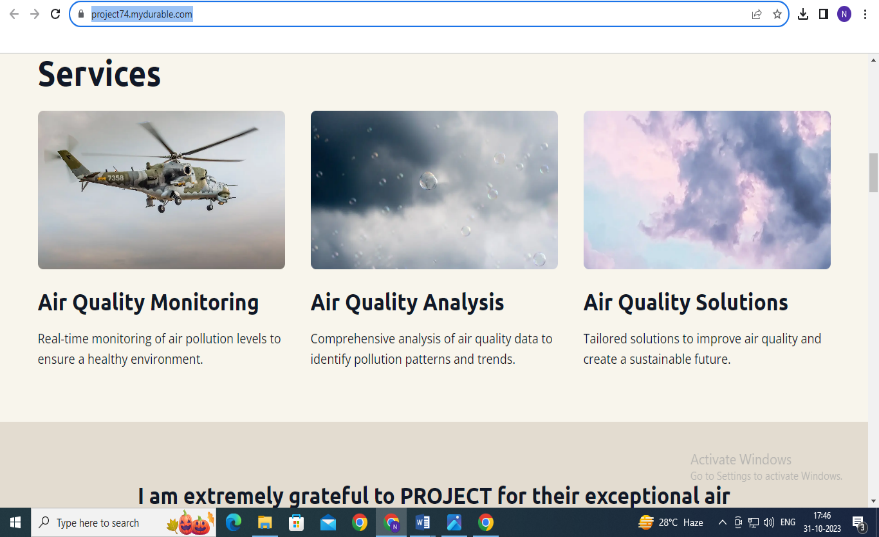 project74.mydurable.com
N
Services
7358
Air Quality Monitoring
Air Quality Analysis
Air Quality Solutions
Real-time monitoring of air pollution levels to
ensure a healthy environment.
Comprehensive analysis of air quality data to
identify pollution patterns and trends.
Tailored solutions to improve air quality and
create a sustainable future.
Activate Windows
Go to Settings to activate Windows.
I am extremely grateful to PROJECT for their exceptional air
Type here to search
28°C Haze
ENG
17:46
31-10-2023
3